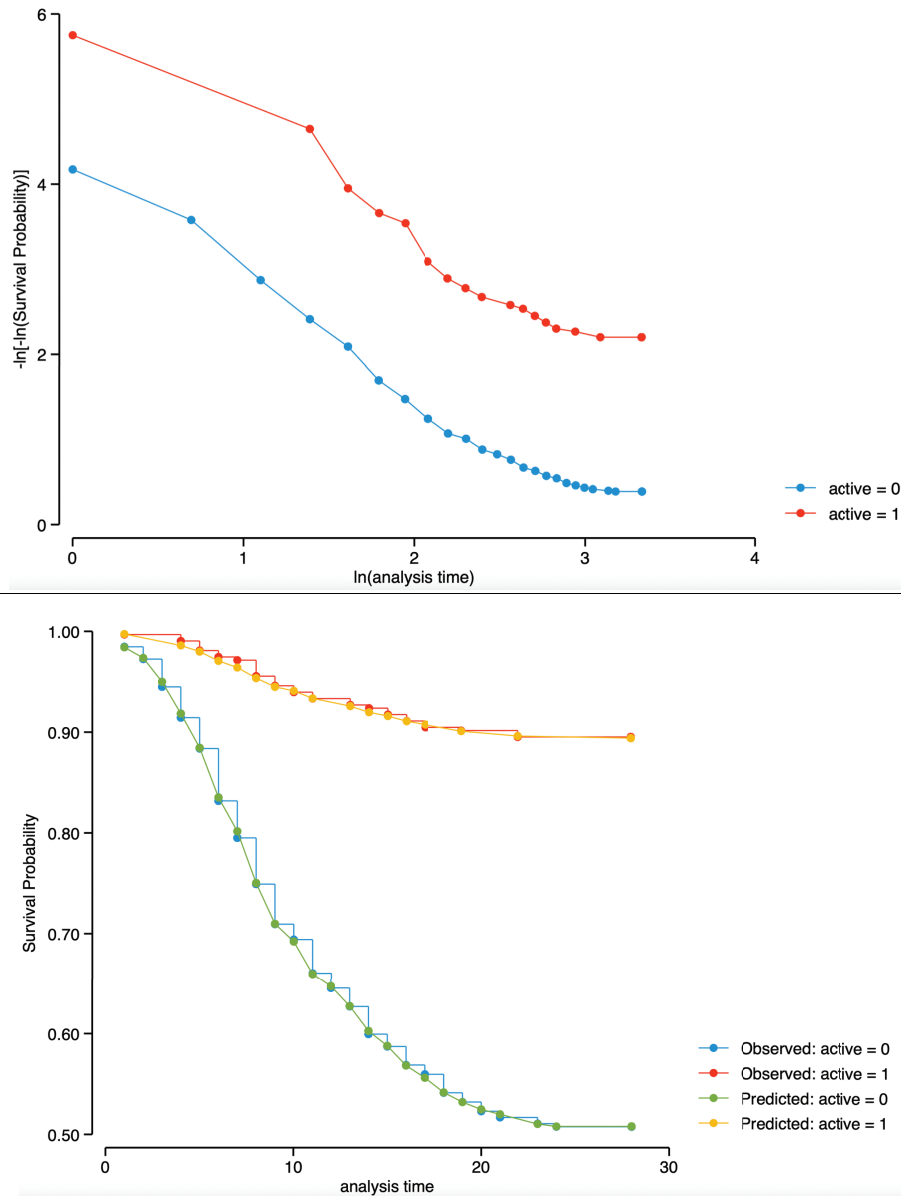 6
4
2
0
-ln[-ln(Survival Probability)]
0
1
2
3
4
ln(analysis time)
active = 0
active = 1
1.00
0.90
0.80
0.70
0.60
0.50
Survival Probability
0
10
20
30
analysis time
Observed: active = 0
Observed: active = 1
Predicted: active = 0
Predicted: active = 1